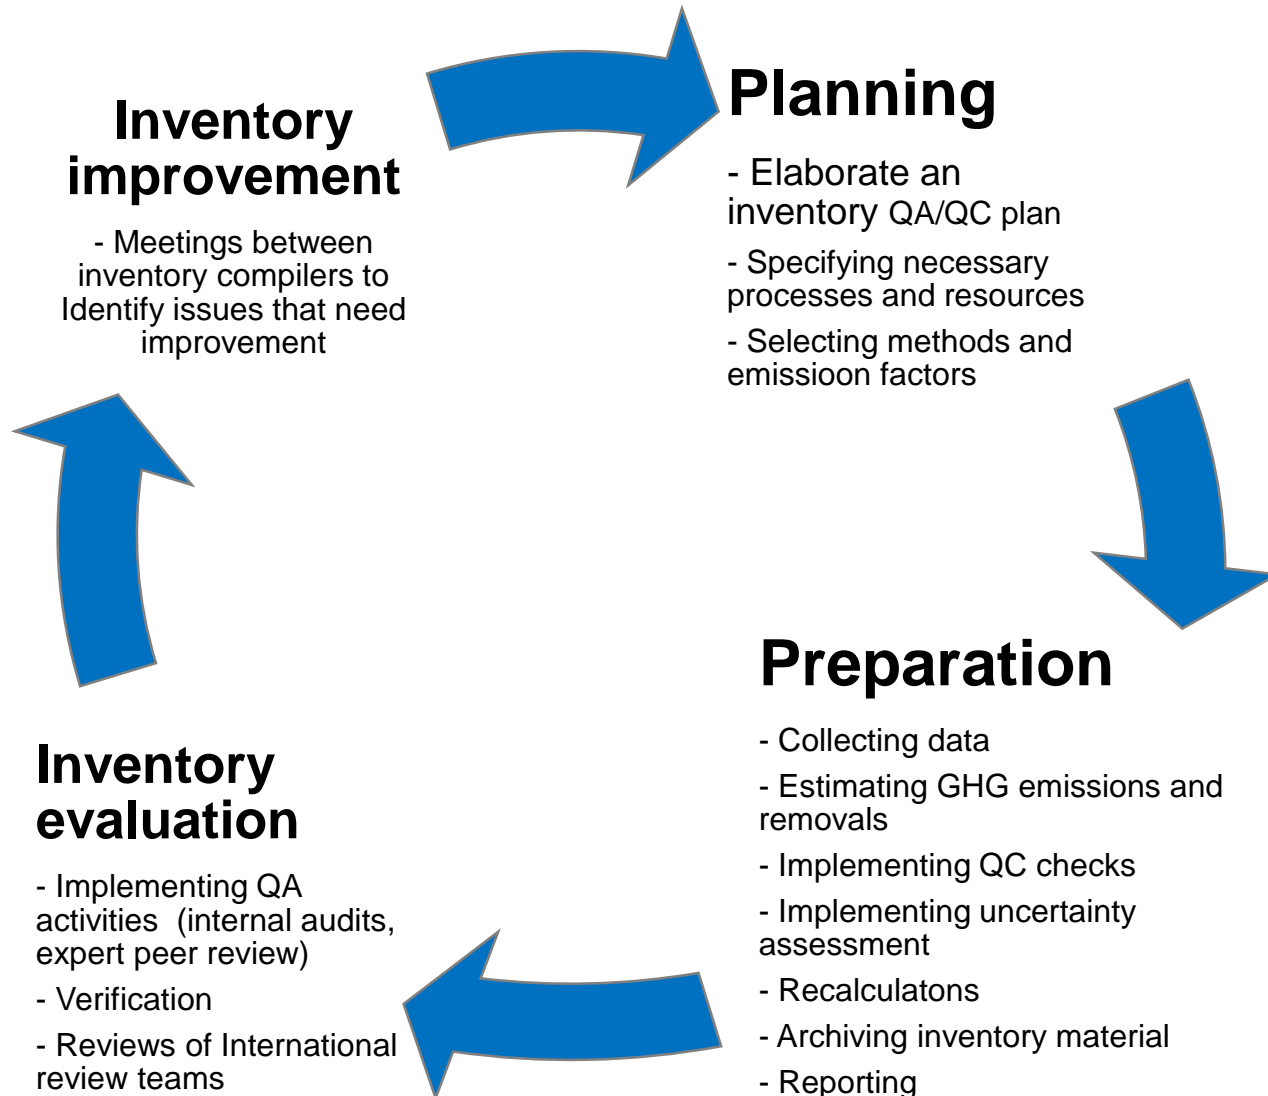 Inventory
improvement
- Meetings between
inventory compilers to
Identify issues that need
improvement
Planning
- Elaborate an
inventory QA/QC plan
- Specifying necessary
processes and resources
- Selecting methods and
emissioon factors
Preparation
- Collecting data
- Estimating GHG emissions and
removals
- Implementing QC checks
- Implementing uncertainty
assessment
- Recalculatons
- Archiving inventory material
- Reporting
Inventory
evaluation
- Implementing QA
activities  (internal audits,
expert peer review)
- Verification
- Reviews of International
review teams